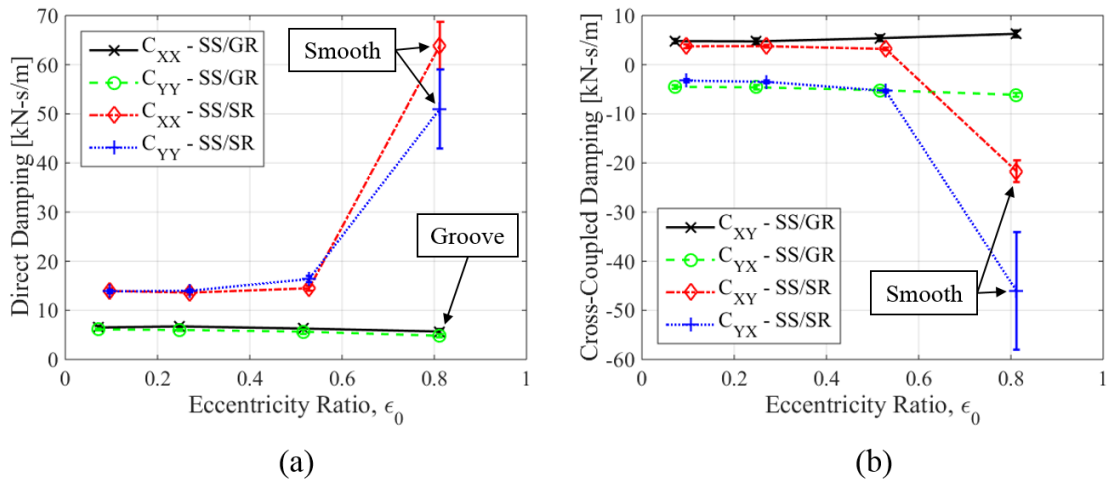 70
60
50
40
30
20
10
0
Direct Damping [kN-s/m]
C_XX - SS/GR
C_YY - SS/GR
C_XX - SS/SR
C_YY - SS/SR
Smooth
Groove
0 0.2 0.4 0.6 0.8 1
Eccentricity Ratio, ϵ_0
(a)
10
0
-10
-20
-30
-40
-50
-60
Cross-Coupled Damping [kN-s/m]
C_XY - SS/GR
C_YX - SS/GR
C_XY - SS/SR
C_YX - SS/SR
Smooth
0 0.2 0.4 0.6 0.8 1
Eccentricity Ratio, ϵ_0
(b)